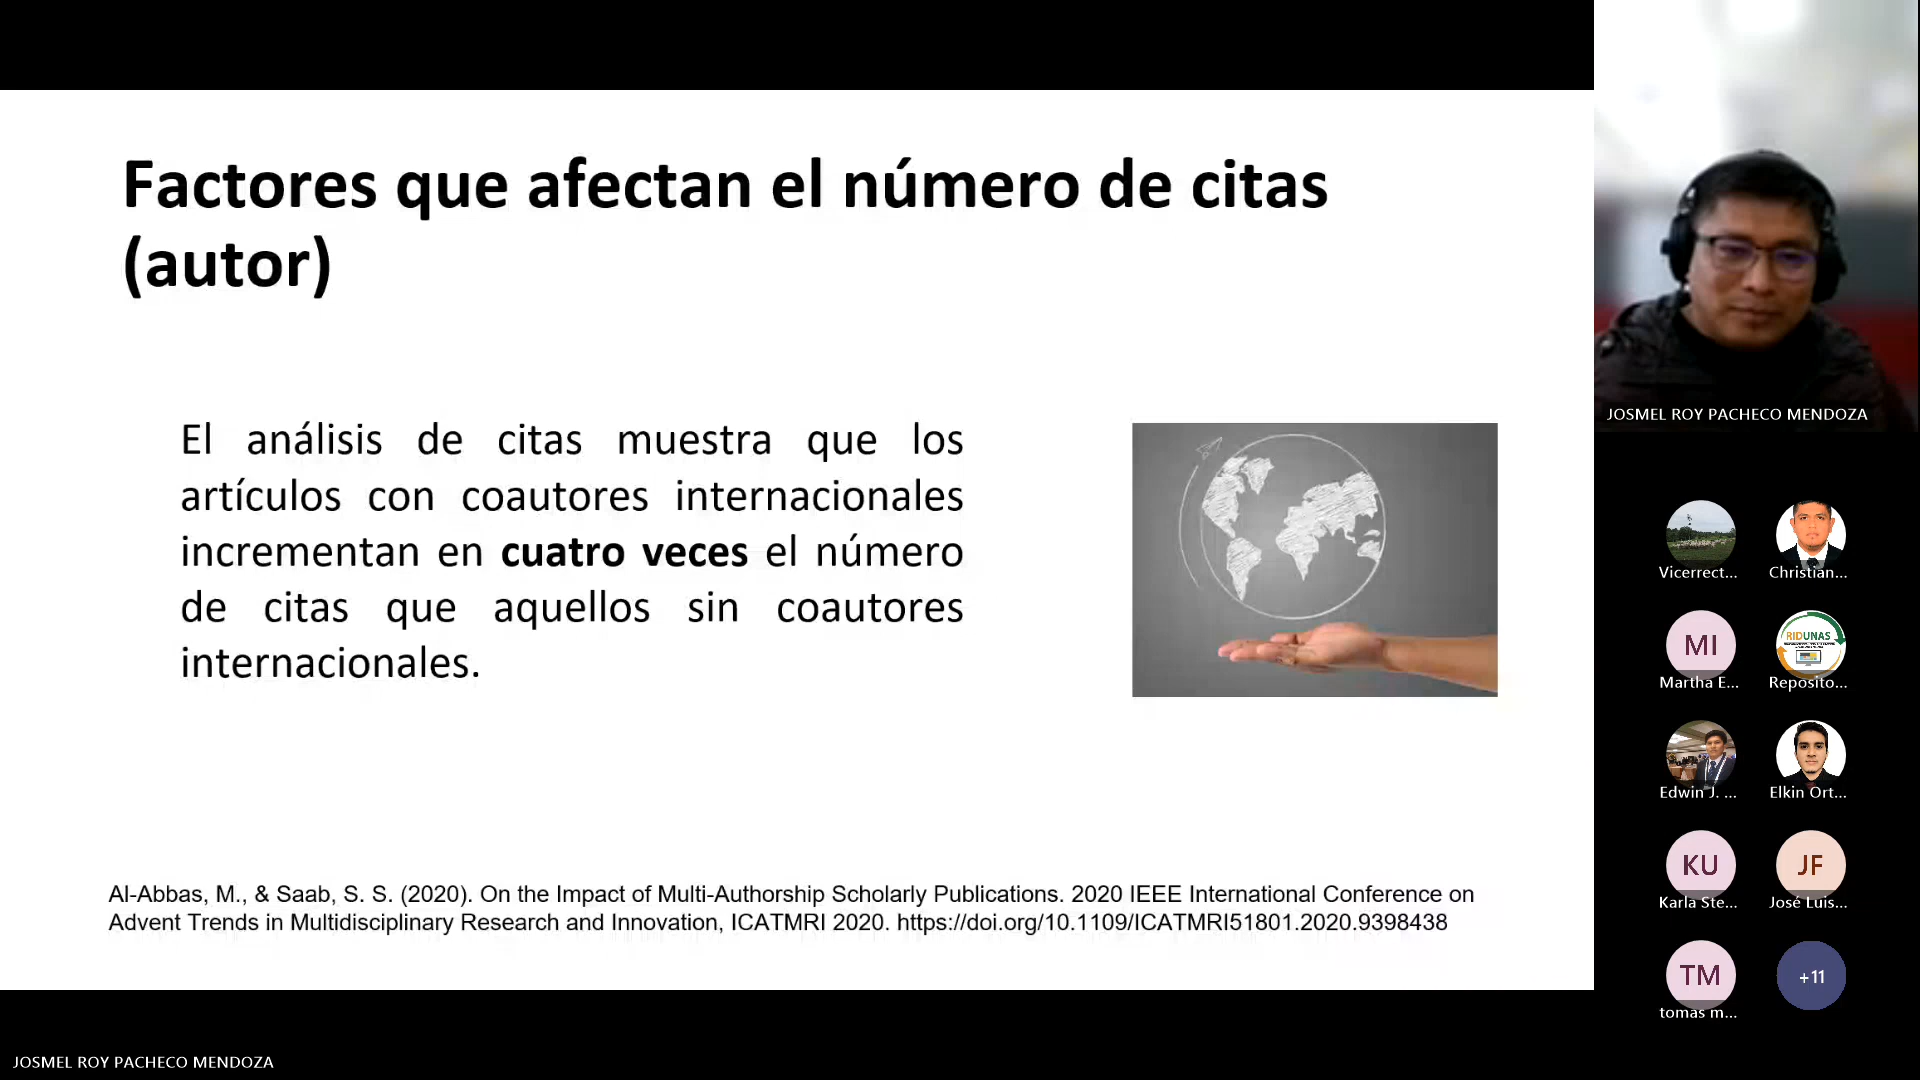 Factores que afectan el número de citas
(autor)
El análisis de citas muestra que los
artículos con coautores internacionales
incrementan en cuatro veces el número
de citas que aquellos sin coautores
internacionales.
Al-Abbas, M., & Saab, S. S. (2020). On the Impact of Multi-Authorship Scholarly Publications. 2020 IEEE International Conference on
Advent Trends in Multidisciplinary Research and Innovation, ICATMRI 2020. https://doi.org/10.1109/ICATMRI51801.2020.9398438
JOSMEL ROY PACHECO MENDOZA
Vicerrect...
Christian...
MI
Martha E...
RIDUNAS
Reposito...
Edwin J. ...
Elkin Ort...
KU
Karla Ste...
JF
José Luis...
TM
tomas m...
+11
JOSMEL ROY PACHECO MENDOZA